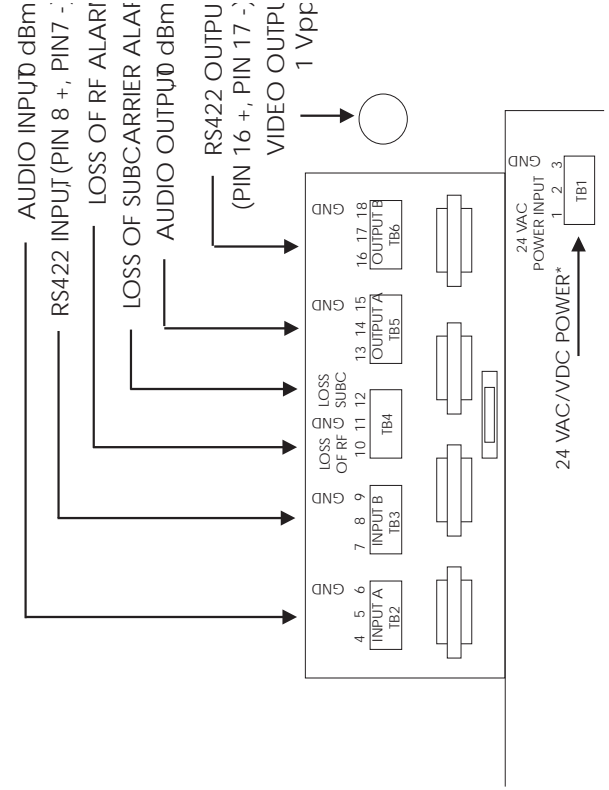 AUDIO INPUT, 0 dBm
RS422 INPUT, (PIN 8 +, PIN7 -)
LOSS OF RF
LOSS OF SUBCARRIER
AUDIO OUTPUT, 0 dBm
RS422 OUTPU
(PIN 16 +, PIN 17 -)
VIDEO OUTPU
1 Vpp
GND
4 5 6
INPUT A
TB2
GND
7 8 9
INPUT B
TB3
LOSS
OF RF
GND
LOSS
SUBC
10 11 12
TB4
GND
13 14 15
OUTPUT A
TB5
GND
16 17 18
OUTPUT B
TB6
24 VAC
POWER INPUT
GND
1 2 3
TB1
24 VAC/VDC POWER*